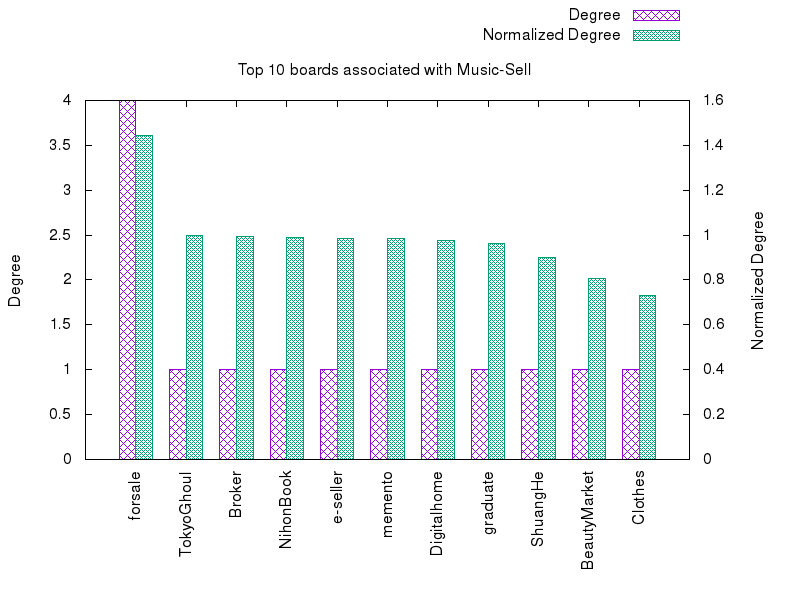 Degree
Normalized Degree
Top 10 boards associated with Music-Sell
4
3.5
3
2.5
2
1.5
1
0.5
0
1.6
1.4
1.2
1
0.8
0.6
0.4
0.2
0
Degree
Normalized Degree
forsale
TokyoGhoul
Broker
NihonBook
e-seller
memento
Digitalhome
graduate
ShuangHe
BeautyMarket
Clothes